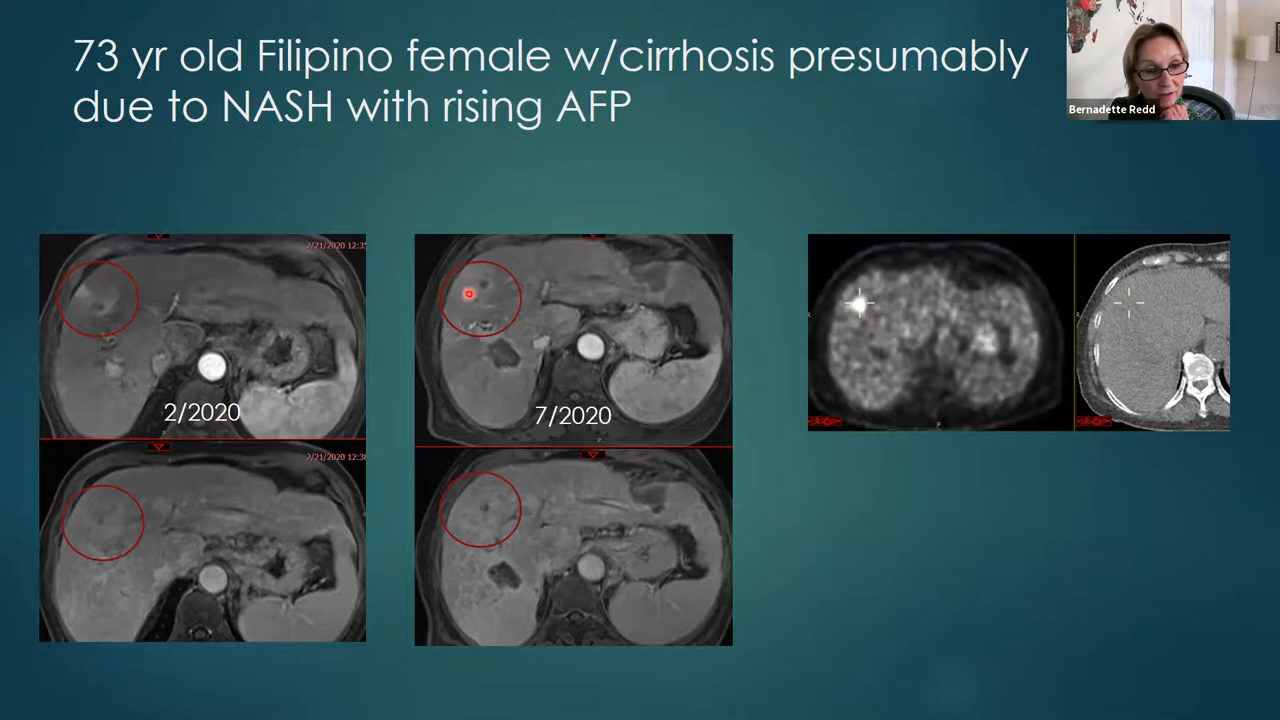 73 yr old Filipino female w/cirrhosis presumably
due to NASH with rising AFP
Bernadette Redd
2/21/2020 12:3
2/2020
7/2020
P
2/21/2020 12:38
P